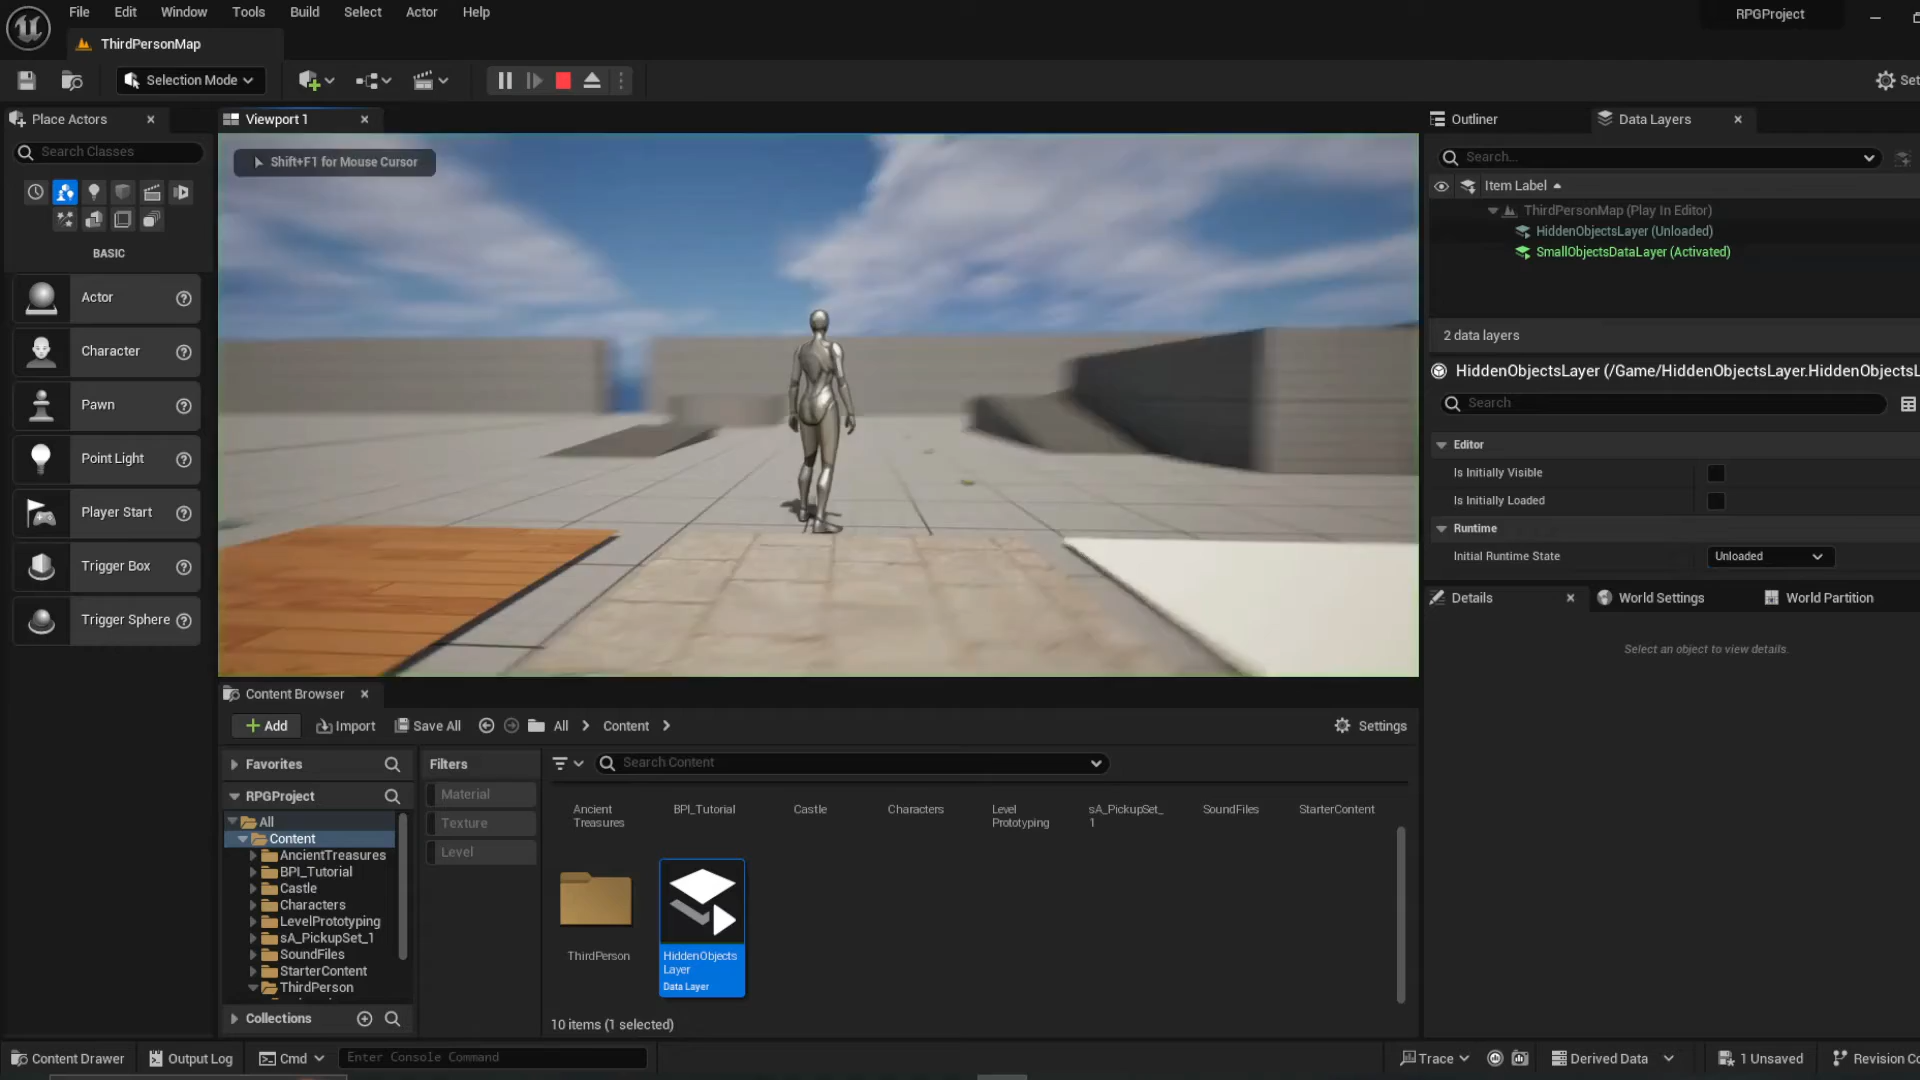 File Edit Window Tools Build Select Actor Help
RPGProject
ThirdPersonMap
Selection Mode
Set
Place Actors
Viewport 1
Outliner
Data Layers
Search Classes
Shift+F1 for Mouse Cursor
Search...
Item Label
ThirdPersonMap (Play In Editor)
HiddenObjectsLayer (Unloaded)
SmallObjectsDataLayer (Activated)
BASIC
Actor
Character
Pawn
Point Light
Player Start
Trigger Box
Trigger Sphere
2 data layers
HiddenObjectsLayer (/Game/HiddenObjectsLayer.HiddenObjectsL
Search
Editor
Is Initially Visible
Is Initially Loaded
Runtime
Initial Runtime State
Unloaded
Details
World Settings
World Partition
Select an object to view details.
Content Browser
Add
Import
Save All
All
Content
Settings
Favorites
Filters
Search Content
RPGProject
Material
Texture
Level
All
Content
AncientTreasures
BPI_Tutorial
Castle
Characters
LevelPrototyping
sA_PickupSet_1
SoundFiles
StarterContent
ThirdPerson
Collections
Ancient
Treasures
BPI_Tutorial
Castle
Characters
Level
Prototyping
sA_PickupSet_
1
SoundFiles
StarterContent
ThirdPerson
HiddenObjects
Layer
Data Layer
10 items (1 selected)
Content Drawer
Output Log
Cmd
Enter Console Command
Trace
Derived Data
1 Unsaved
Revision Co